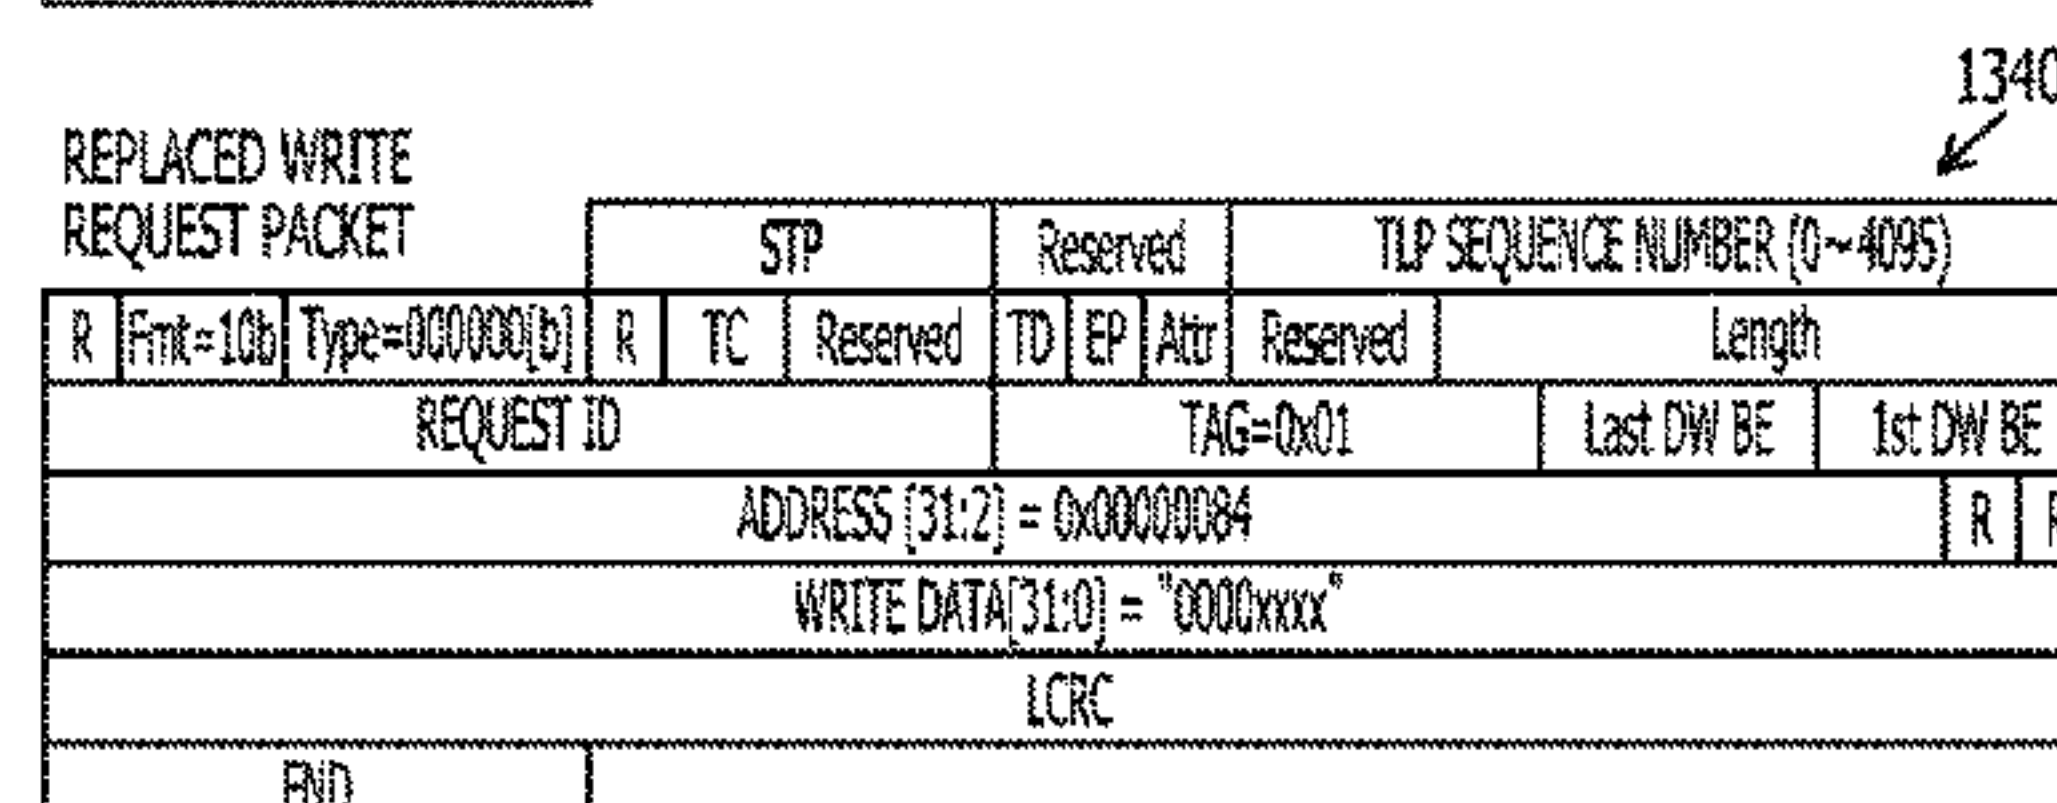 1340
REPLACED WRITE
REQUEST PACKET
STP Reserved TLP SEQUENCE NUMBER (0~4095)
R Fmt=10b Type=000000[b] R TC Reserved TD EP Attr Reserved Length
REQUEST ID TAG=0x01 Last DW BE 1st DW BE
ADDRESS [31:2] = 0x00000084 R R
WRITE DATA[31:0] = "0000xxxx"
LCRC
END